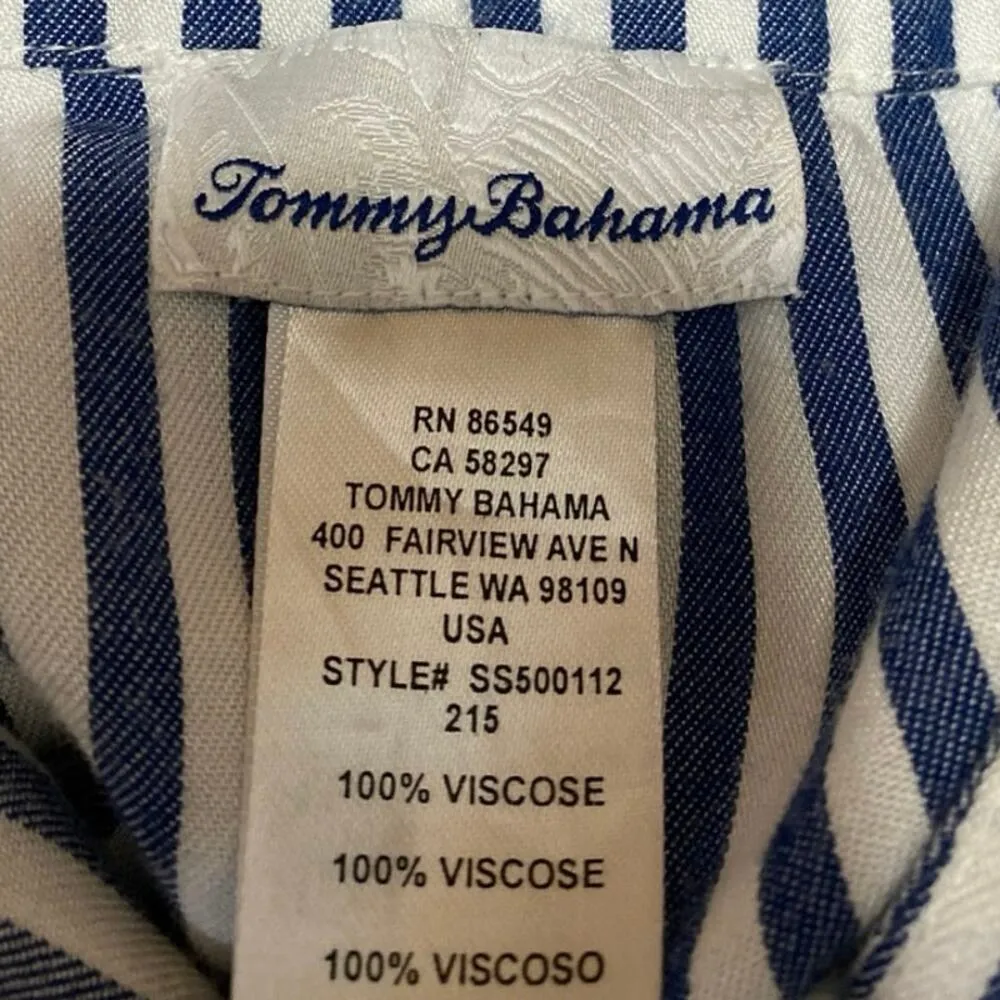 Tommy Bahama
RN 86549
CA 58297
TOMMY BAHAMA
400 FAIRVIEW AVE N
SEATTLE WA 98109
USA
STYLE# SS500112
215
100% VISCOSE
100% VISCOSE
100% VISCOSO